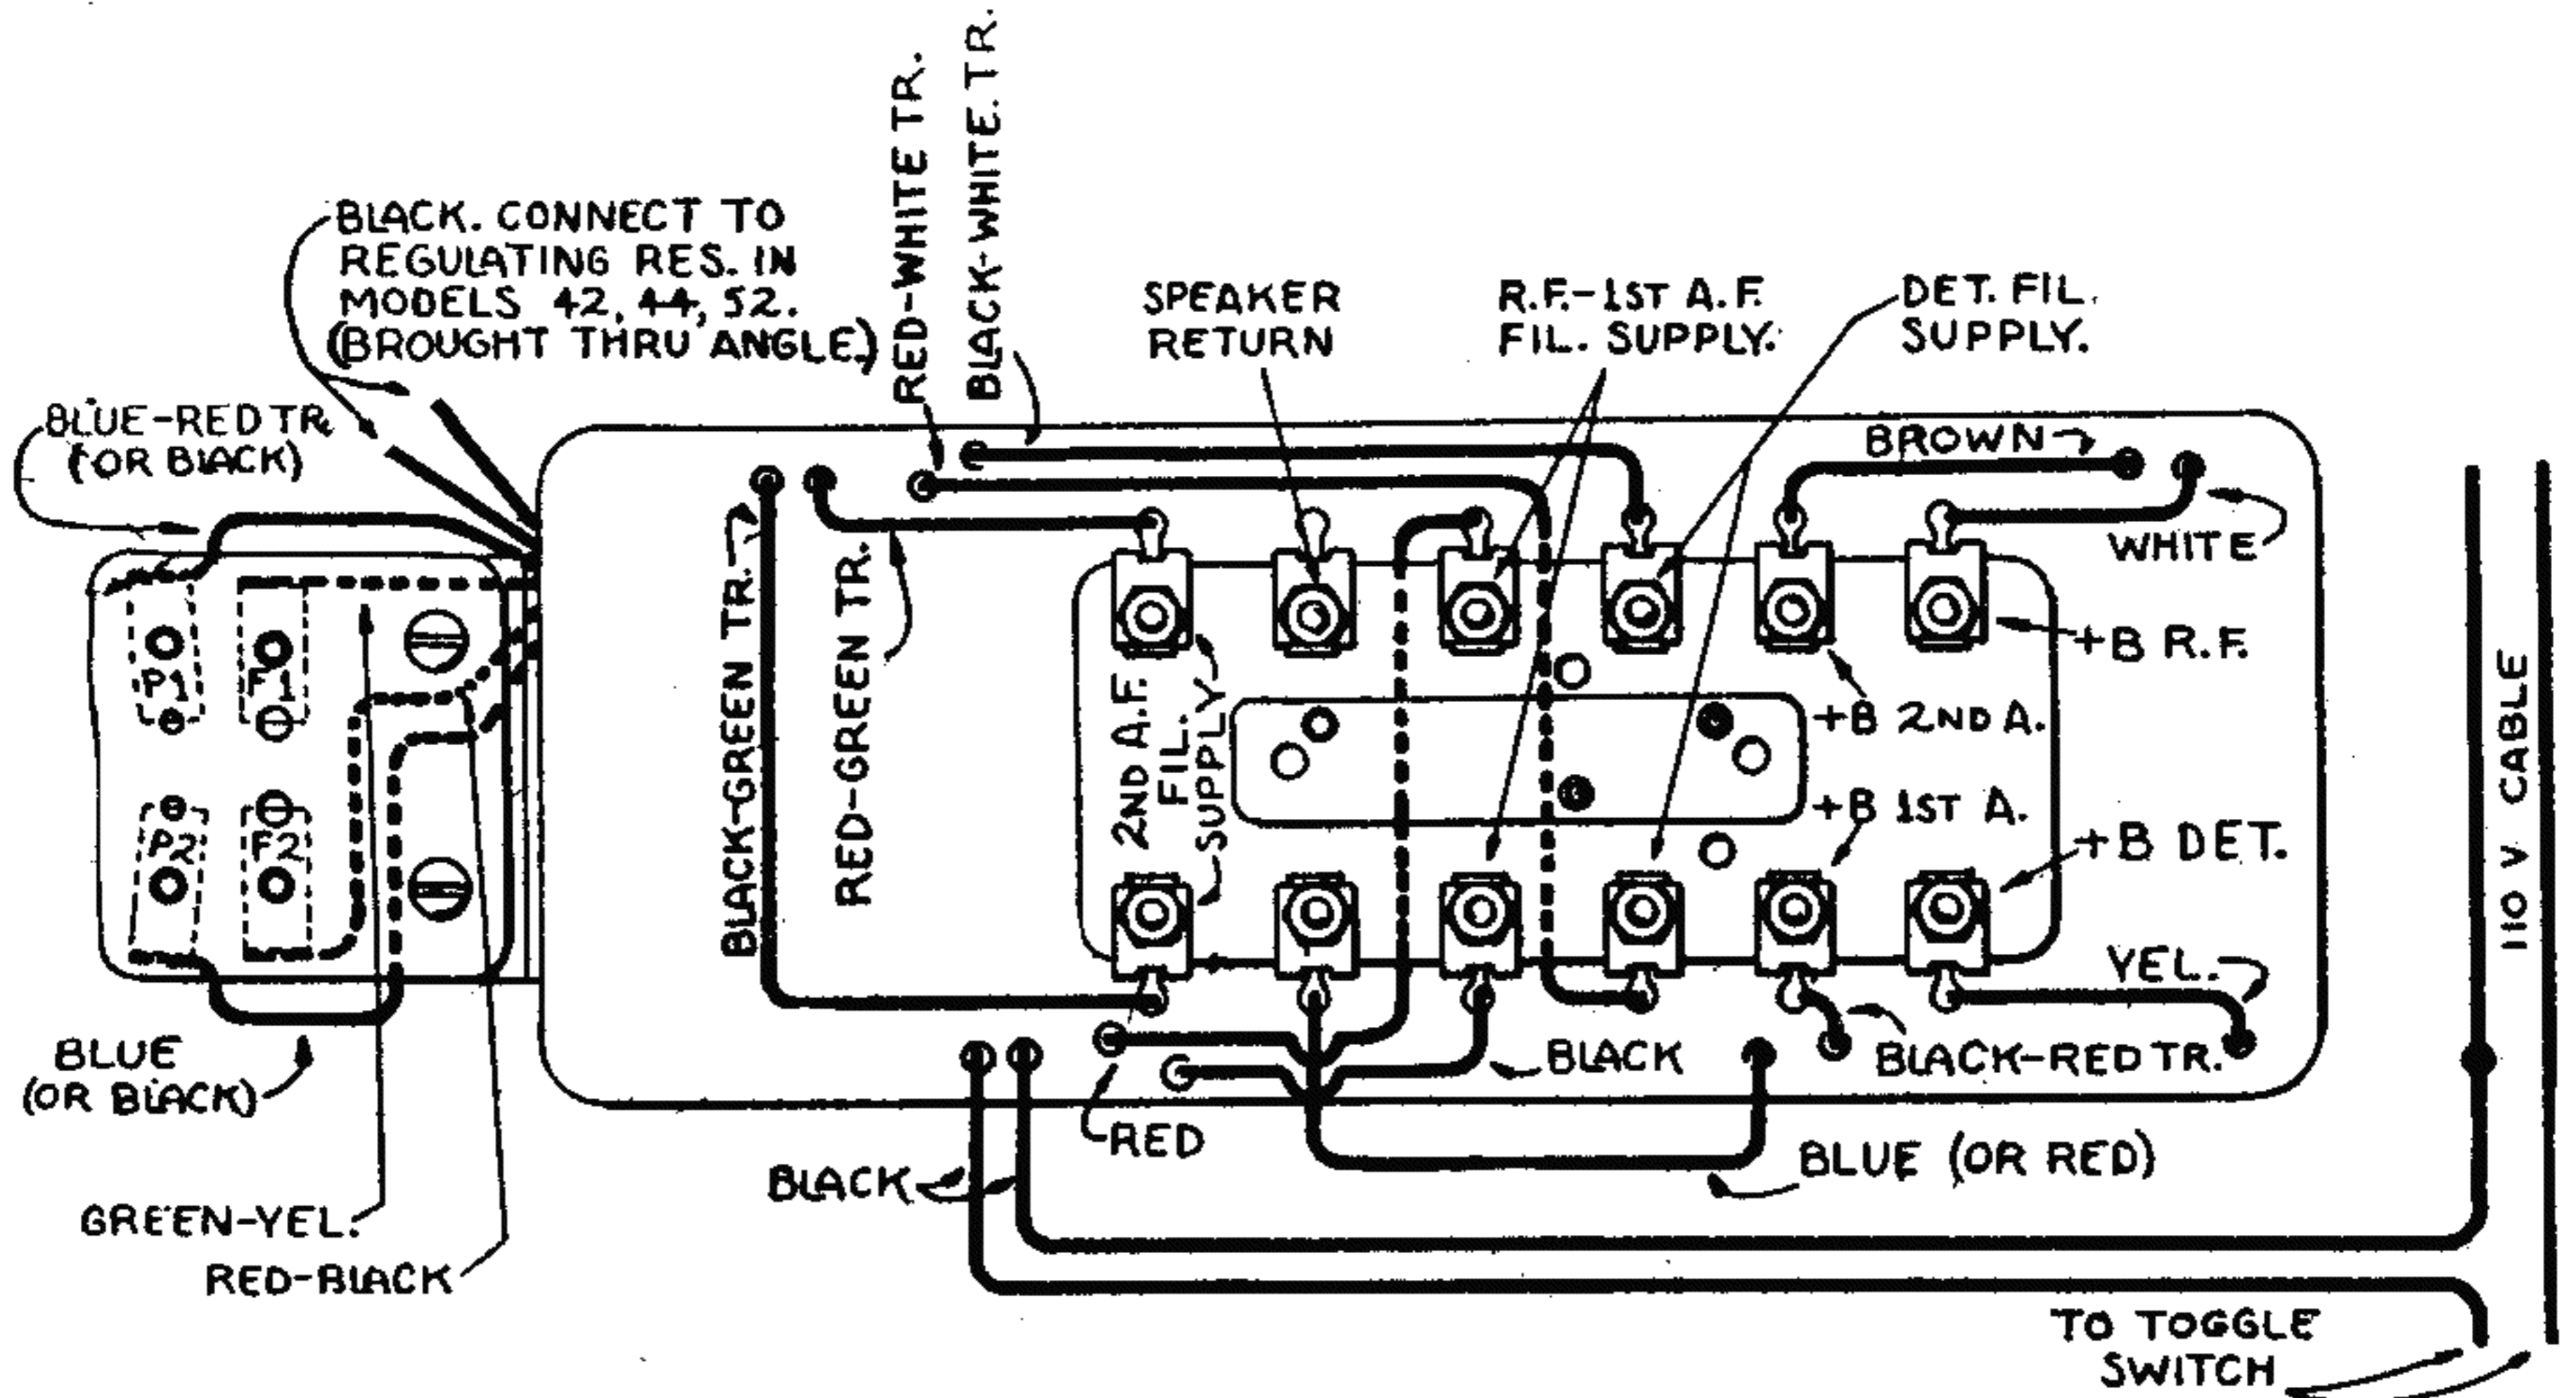 RED-WHITE TR.
BLACK-WHITE. TR.
BLACK. CONNECT TO
REGULATING RES. IN
MODELS 42, 44, 52.
(BROUGHT THRU ANGLE.)
BLUE-RED TR.
(OR BLACK)
SPEAKER
RETURN
R.F.-1ST A.F.
FIL. SUPPLY.
DET. FIL.
SUPPLY.
BROWN
WHITE
BLACK-GREEN TR.
RED-GREEN TR.
P1
F1
P2
F2
2ND A.F.
FIL.
SUPPLY
+B R.F.
+B 2ND A.
+B 1ST A.
+B DET.
110 V CABLE
YEL.
BLACK-RED TR.
BLACK
BLUE
(OR BLACK)
RED
BLACK
BLUE (OR RED)
GREEN-YEL.
RED-BLACK
TO TOGGLE
SWITCH